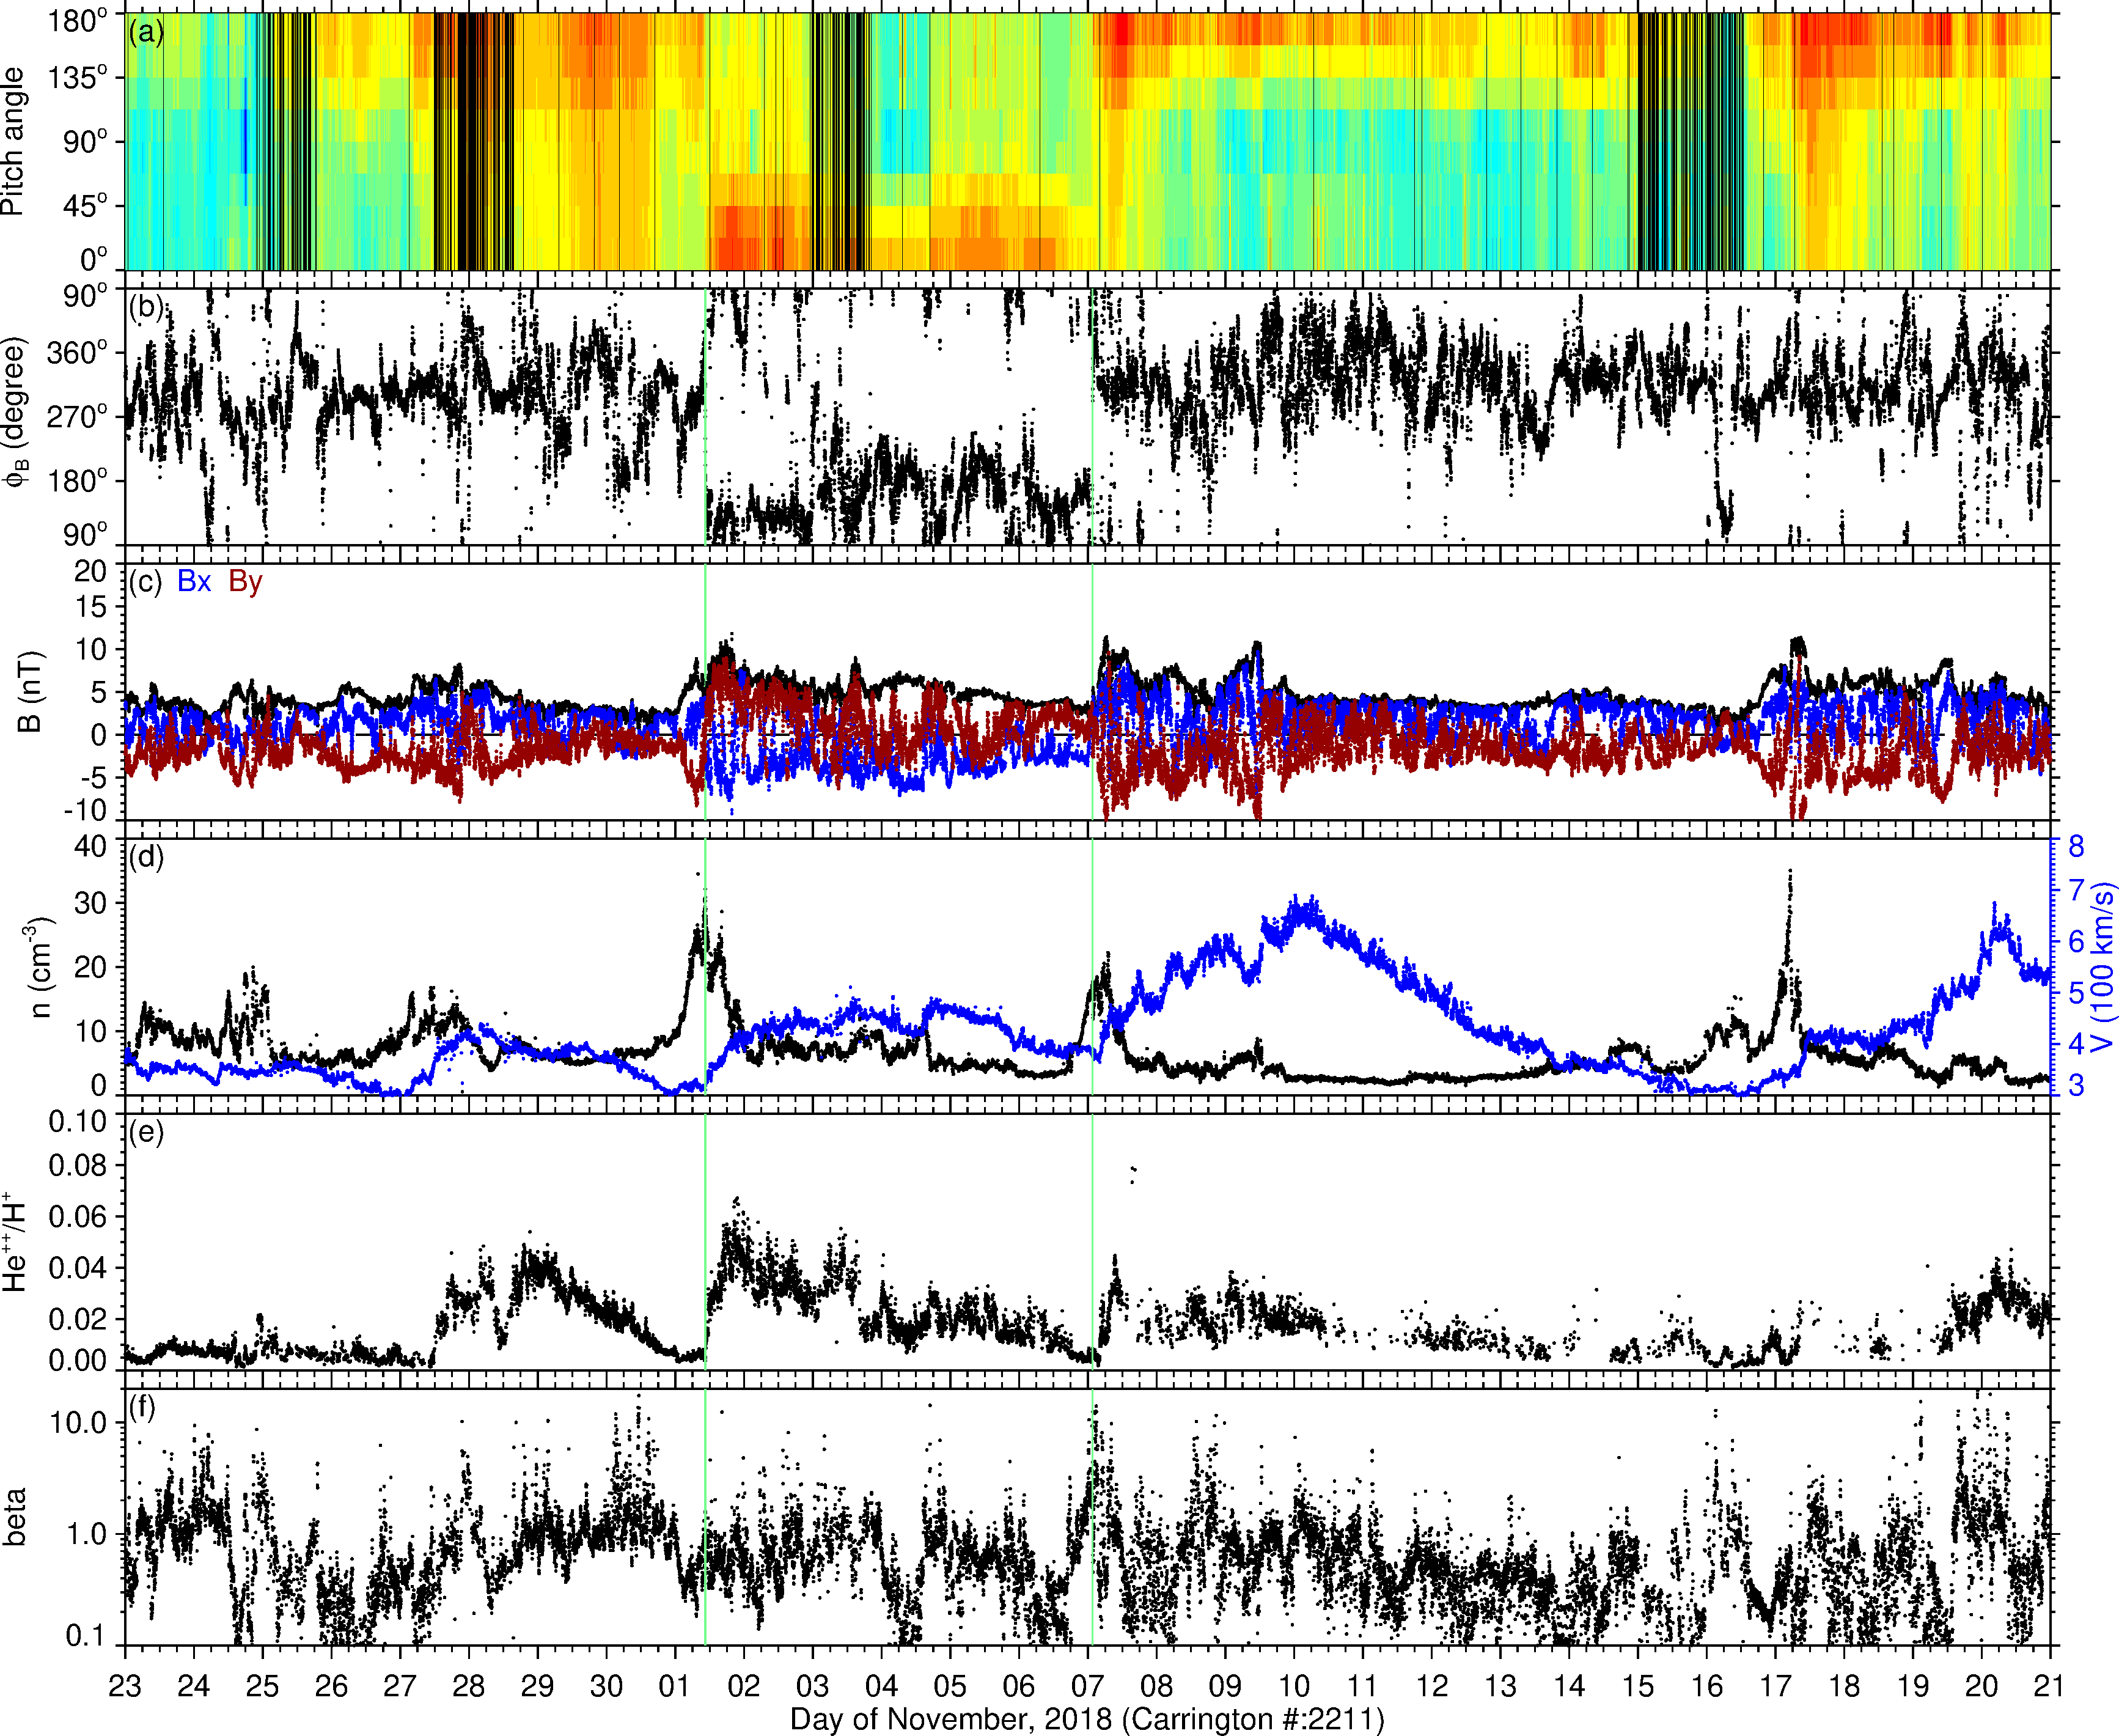 (a)
180°
135°
90°
45°
0°
Pitch angle
(b)
90°
360°
270°
180°
90°
ϕB (degree)
(c) Bx By
20
15
10
5
0
-5
-10
B (nT)
(d)
40
30
20
10
0
n (cm-3)
8
7
6
5
4
3
V (100 km/s)
(e)
0.10
0.08
0.06
0.04
0.02
0.00
He++/H+
(f)
10.0
1.0
0.1
beta
23 24 25 26 27 28 29 30 01 02 03 04 05 06 07 08 09 10 11 12 13 14 15 16 17 18 19 20 21
Day of November, 2018 (Carrington #:2211)